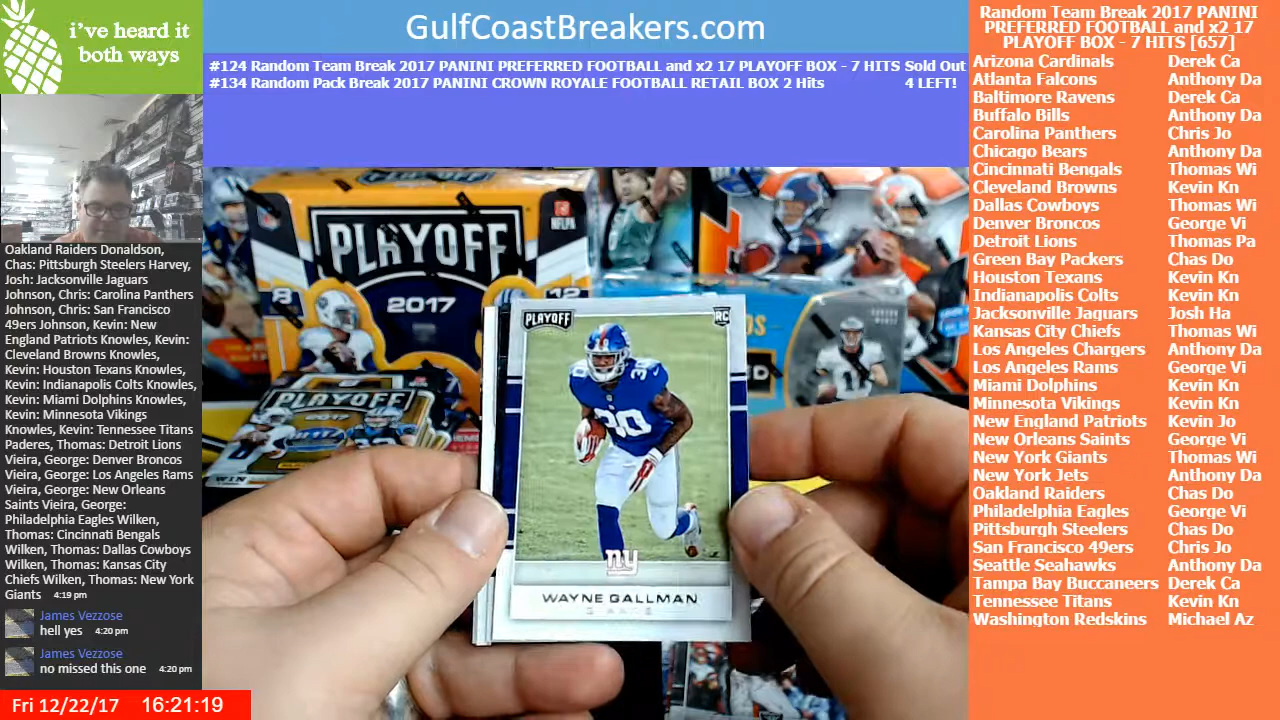 i've heard it
both ways
GulfCoastBreakers.com
#124 Random Team Break 2017 PANINI PREFERRED FOOTBALL and x2 17 PLAYOFF BOX - 7 HITS Sold Out
#134 Random Pack Break 2017 PANINI CROWN ROYALE FOOTBALL RETAIL BOX 2 Hits 4 LEFT!
Random Team Break 2017 PANINI
PREFERRED FOOTBALL and x2 17
PLAYOFF BOX - 7 HITS [657]
Arizona Cardinals Derek Ca
Atlanta Falcons Anthony Da
Baltimore Ravens Derek Ca
Buffalo Bills Anthony Da
Carolina Panthers Chris Jo
Chicago Bears Anthony Da
Cincinnati Bengals Thomas Wi
Cleveland Browns Kevin Kn
Dallas Cowboys Thomas Wi
Denver Broncos George Vi
Detroit Lions Thomas Pa
Green Bay Packers Chas Do
Houston Texans Kevin Kn
Indianapolis Colts Kevin Kn
Jacksonville Jaguars Josh Ha
Kansas City Chiefs Thomas Wi
Los Angeles Chargers Anthony Da
Los Angeles Rams George Vi
Miami Dolphins Kevin Kn
Minnesota Vikings Kevin Kn
New England Patriots Kevin Jo
New Orleans Saints George Vi
New York Giants Thomas Wi
New York Jets Anthony Da
Oakland Raiders Chas Do
Philadelphia Eagles George Vi
Pittsburgh Steelers Chas Do
San Francisco 49ers Chris Jo
Seattle Seahawks Anthony Da
Tampa Bay Buccaneers Derek Ca
Tennessee Titans Kevin Kn
Washington Redskins Michael Az
Oakland Raiders Donaldson,
Chas: Pittsburgh Steelers Harvey,
Josh: Jacksonville Jaguars
Johnson, Chris: Carolina Panthers
Johnson, Chris: San Francisco
49ers Johnson, Kevin: New
England Patriots Knowles, Kevin:
Cleveland Browns Knowles,
Kevin: Houston Texans Knowles,
Kevin: Indianapolis Colts Knowles,
Kevin: Miami Dolphins Knowles,
Kevin: Minnesota Vikings
Knowles, Kevin: Tennessee Titans
Paderes, Thomas: Detroit Lions
Vieira, George: Denver Broncos
Vieira, George: Los Angeles Rams
Vieira, George: New Orleans
Saints Vieira, George:
Philadelphia Eagles Wilken,
Thomas: Cincinnati Bengals
Wilken, Thomas: Dallas Cowboys
Wilken, Thomas: Kansas City
Chiefs Wilken, Thomas: New York
Giants 4:19 pm
James Vezzose
hell yes 4:20 pm
James Vezzose
no missed this one 4:20 pm
Fri 12/22/17 16:21:19
PLAYOFF
2017
8
12
PLAYOFF
2017
WIN
PLAYOFF
RC
30
30
ny
WAYNE GALLMAN
GIANTS